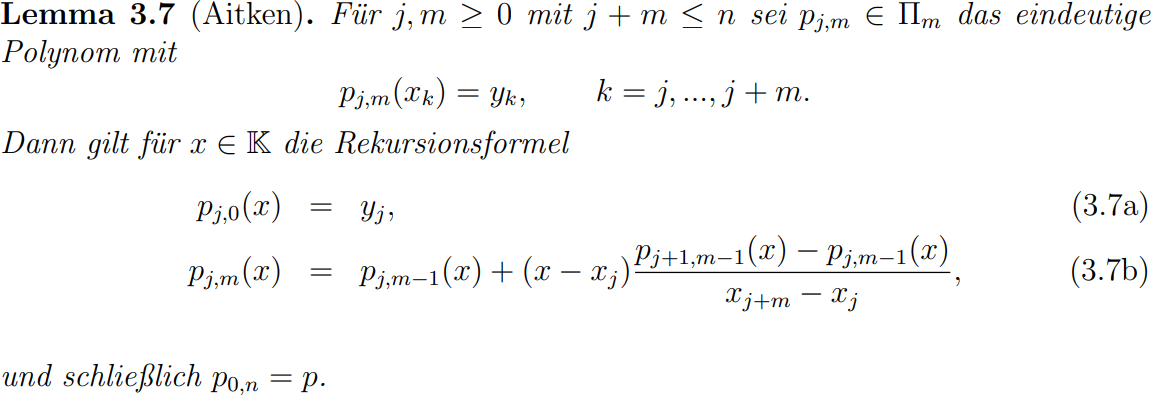 Lemma 3.7 (Aitken). Für j, m ≥ 0 mit j + m ≤ n sei p_{j,m} ∈ Π_m das eindeutige
Polynom mit
p_{j,m}(x_k) = y_k, k = j, ..., j + m.
Dann gilt für x ∈ 𝕂 die Rekursionsformel
p_{j,0}(x) = y_j, (3.7a)
p_{j,m}(x) = p_{j,m−1}(x) + (x − x_j) \frac{p_{j+1,m−1}(x) − p_{j,m−1}(x)}{x_{j+m} − x_j}, (3.7b)
und schließlich p_{0,n} = p.